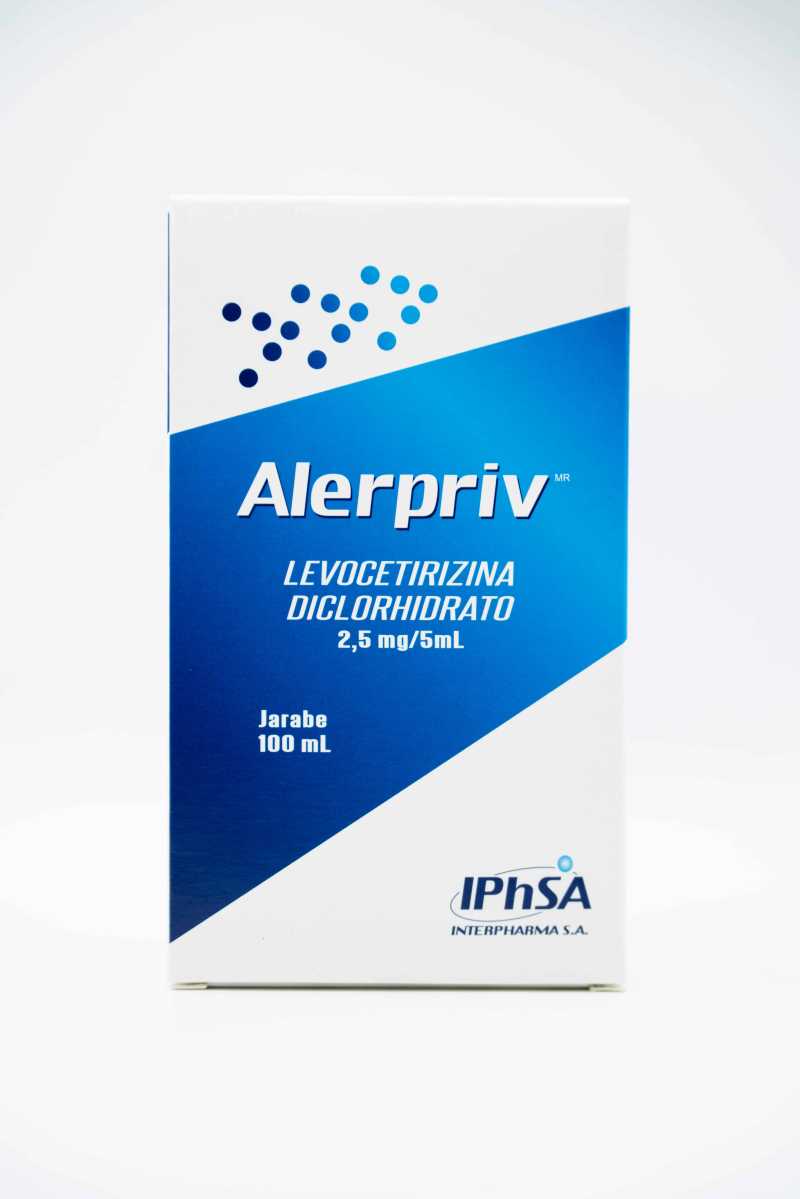 Alerpriv MR
LEVOCETIRIZINA
DICLORHIDRATO
2,5 mg/5mL
Jarabe
100 mL
IPhSA
INTERPHARMA S.A.